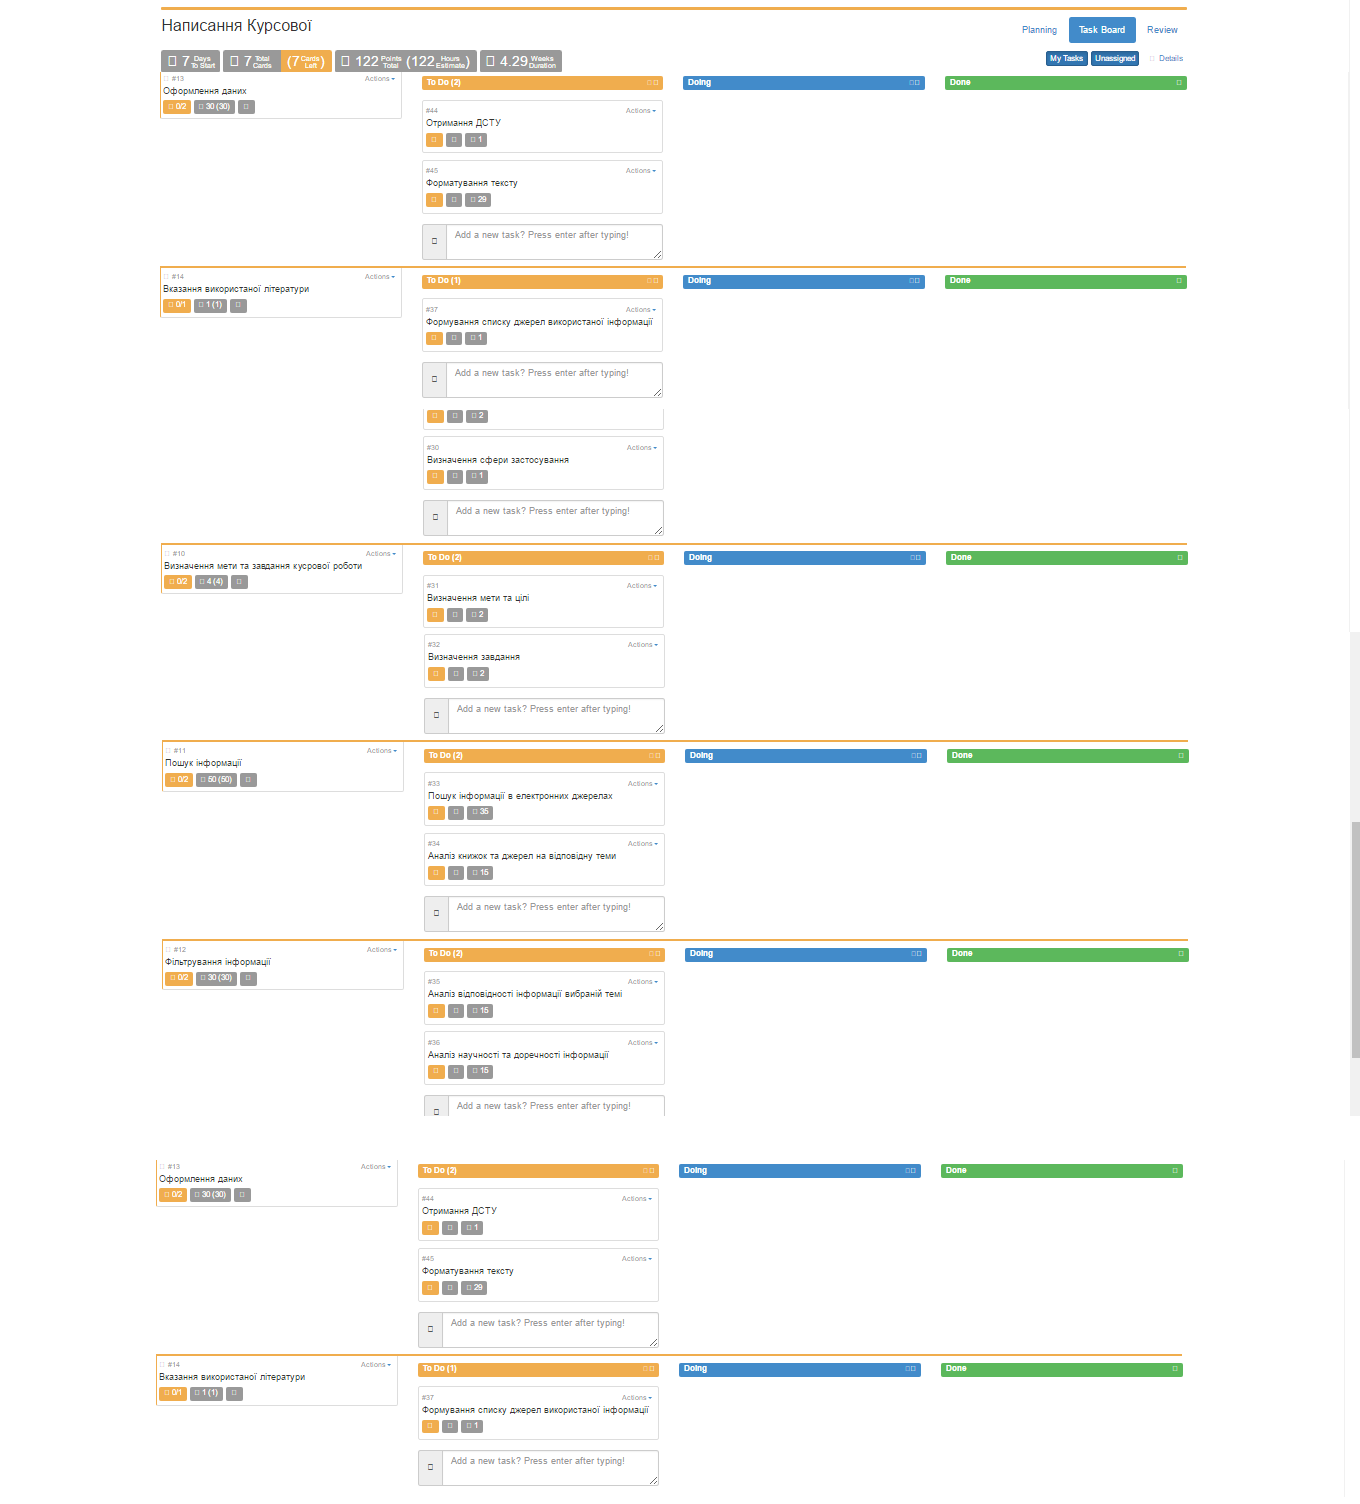 Написання Курсової
Planning Task Board Review
7 Days To Start 7 Total Cards (7 Cards Left) 122 Points Total (122 Hours Estimate) 4.29 Weeks Duration
My Tasks Unassigned Details
#13 Actions
Оформлення даних
0/2 30 (30)
To Do (2) Doing Done
#44 Actions
Отримання ДСТУ
1
#45 Actions
Форматування тексту
29
Add a new task? Press enter after typing!
#14 Actions
Вказання використаної літератури
0/1 1 (1)
To Do (1) Doing Done
#37 Actions
Формування списку джерел використаної інформації
1
Add a new task? Press enter after typing!
2
#30 Actions
Визначення сфери застосування
1
Add a new task? Press enter after typing!
#10 Actions
Визначення мети та завдання кусрової роботи
0/2 4 (4)
To Do (2) Doing Done
#31 Actions
Визначення мети та цілі
2
#32 Actions
Визначення завдання
2
Add a new task? Press enter after typing!
#11 Actions
Пошук інформації
0/2 50 (50)
To Do (2) Doing Done
#33 Actions
Пошук інформації в електронних джерелах
35
#34 Actions
Аналіз книжок та джерел на відповідну теми
15
Add a new task? Press enter after typing!
#12 Actions
Фільтрування інформації
0/2 30 (30)
To Do (2) Doing Done
#35 Actions
Аналіз відповідності інформації вибраній темі
15
#36 Actions
Аналіз научності та доречності інформації
15
Add a new task? Press enter after typing!
#13 Actions
Оформлення даних
0/2 30 (30)
To Do (2) Doing Done
#44 Actions
Отримання ДСТУ
1
#45 Actions
Форматування тексту
29
Add a new task? Press enter after typing!
#14 Actions
Вказання використаної літератури
0/1 1 (1)
To Do (1) Doing Done
#37 Actions
Формування списку джерел використаної інформації
1
Add a new task? Press enter after typing!